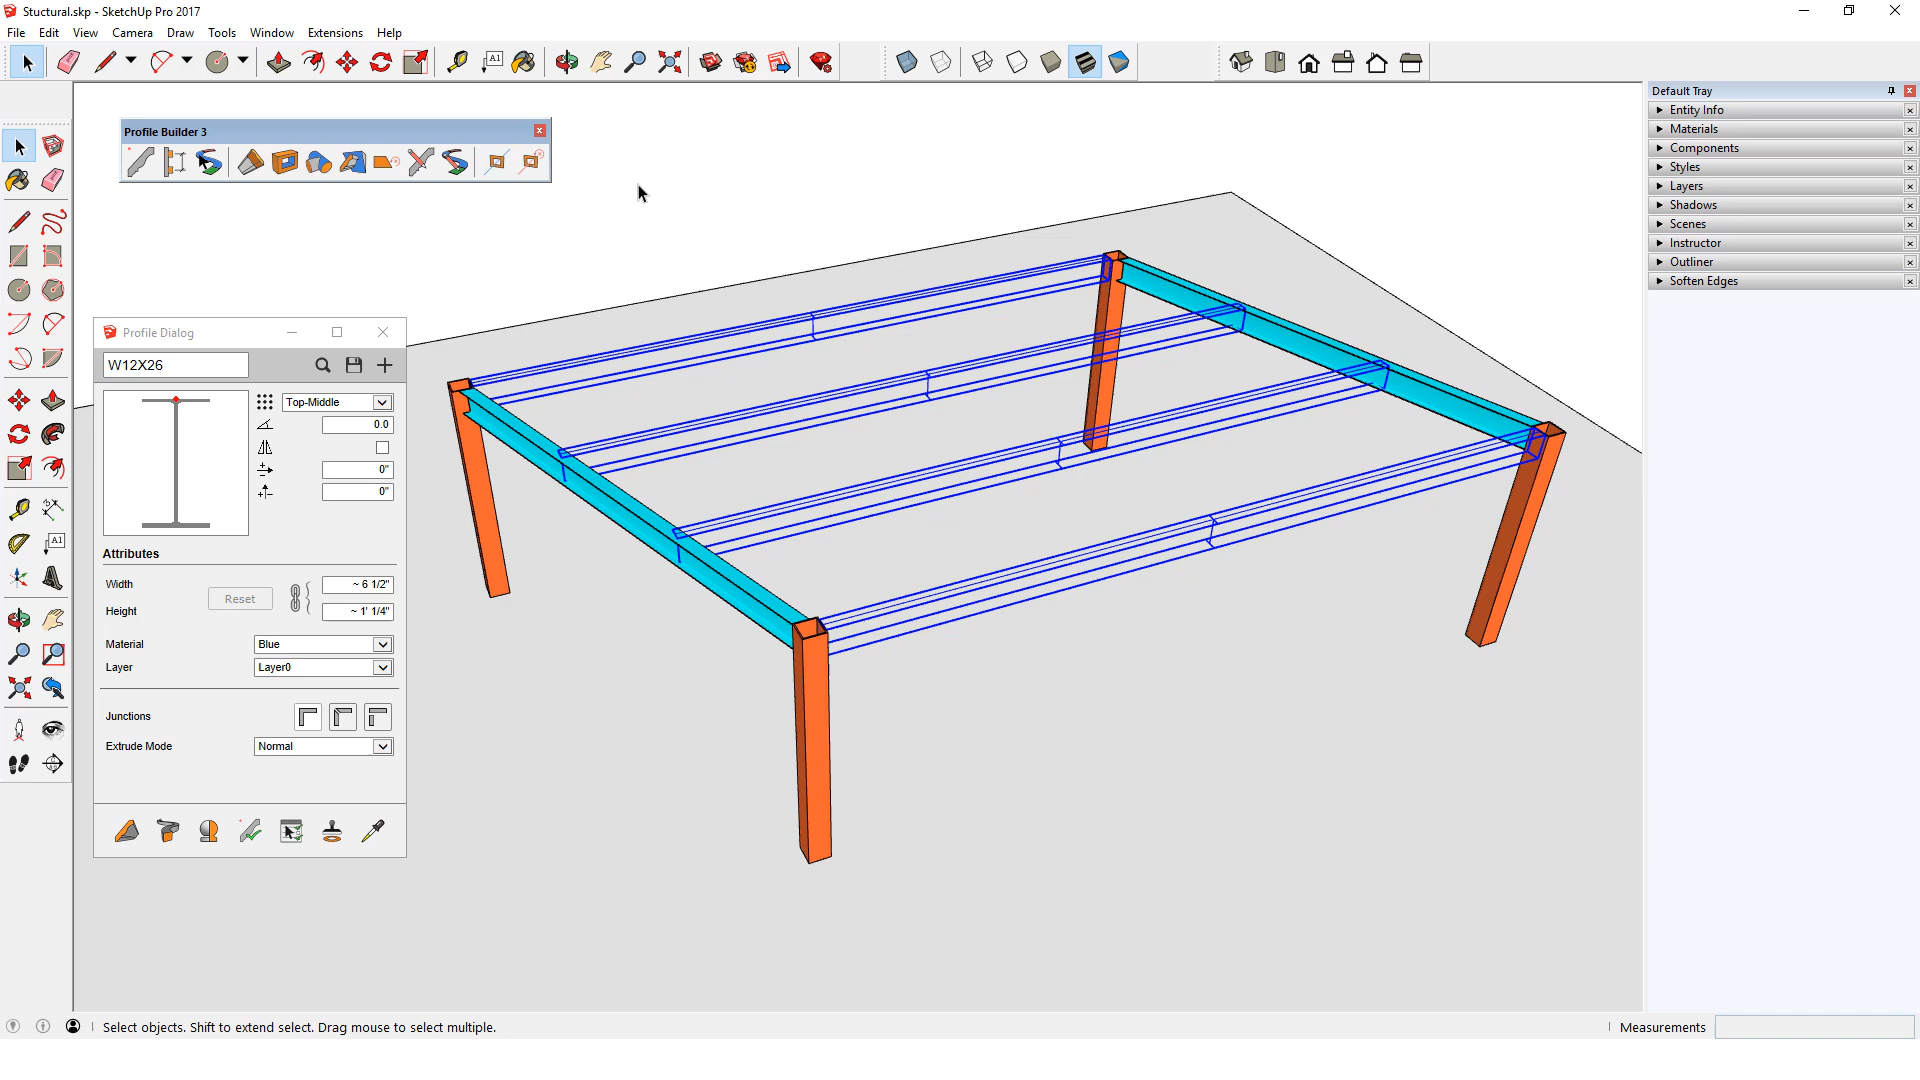 Stuctural.skp - SketchUp Pro 2017
File Edit View Camera Draw Tools Window Extensions Help
A1
Default Tray
Entity Info
Materials
Components
Styles
Layers
Shadows
Scenes
Instructor
Outliner
Soften Edges
Profile Builder 3
Profile Dialog
W12X26
Top-Middle
0.0
0"
0"
Attributes
Width ~ 6 1/2"
Reset
Height ~ 1' 1/4"
Material Blue
Layer Layer0
Junctions
Extrude Mode Normal
A1
Select objects. Shift to extend select. Drag mouse to select multiple.
Measurements